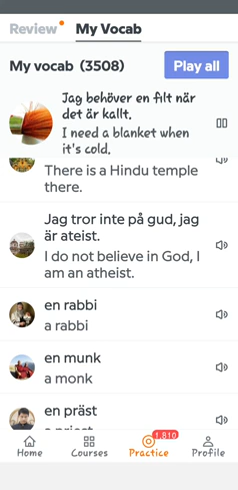 Review My Vocab
My vocab (3508) Play all
Jag behöver en filt när
det är kallt.
I need a blanket when
it's cold.
There is a Hindu temple
there.
Jag tror inte på gud, jag
är ateist.
I do not believe in God, I
am an atheist.
en rabbi
a rabbi
en munk
a monk
en präst
a priest
1,810
Home Courses Practice Profile